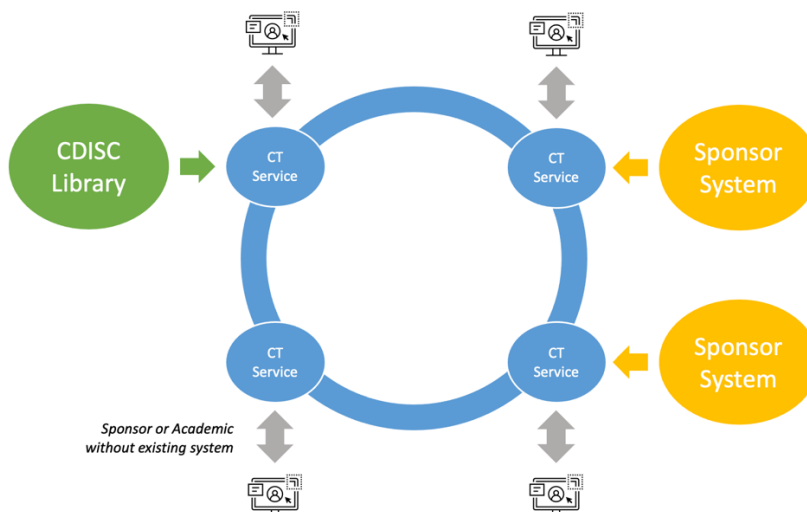 CDISC
Library
CT
Service
CT
Service
Sponsor
System
CT
Service
CT
Service
Sponsor
System
Sponsor or Academic
without existing system